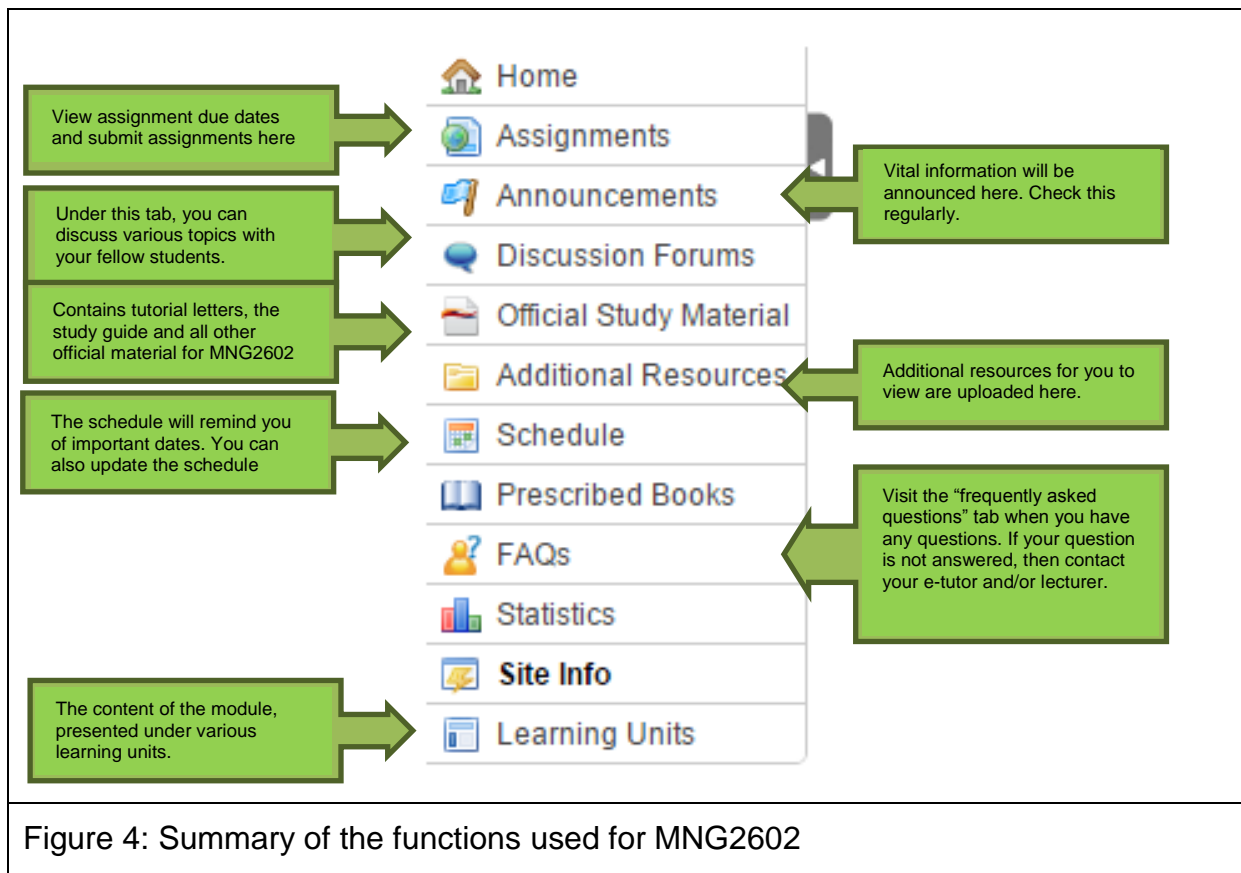 Home
View assignment due dates
and submit assignments here
Assignments
Announcements
Vital information will be
announced here. Check this
regularly.
Under this tab, you can
discuss various topics with
your fellow students.
Discussion Forums
Contains tutorial letters, the
study guide and all other
official material for MNG2602
Official Study Material
Additional Resources
Additional resources for you to
view are uploaded here.
The schedule will remind you
of important dates. You can
also update the schedule
Schedule
Prescribed Books
FAQs
Visit the “frequently asked
questions” tab when you have
any questions. If your question
is not answered, then contact
your e-tutor and/or lecturer.
Statistics
Site Info
The content of the module,
presented under various
learning units.
Learning Units
Figure 4: Summary of the functions used for MNG2602